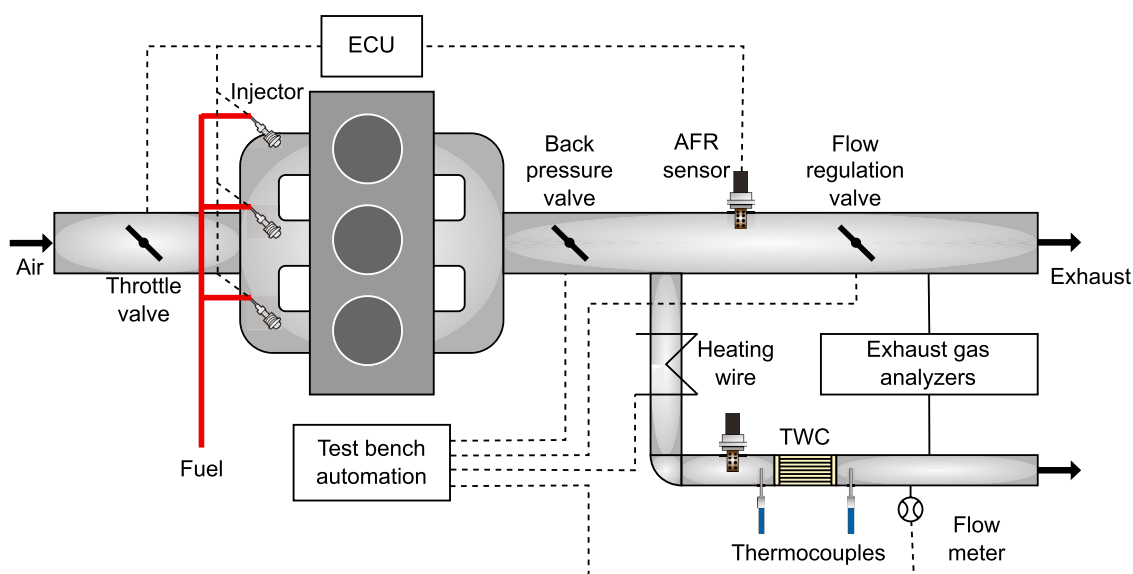 ECU
Injector
Back
pressure
valve
AFR
sensor
Flow
regulation
valve
Air
Throttle
valve
Exhaust
Heating
wire
Exhaust gas
analyzers
Test bench
automation
TWC
Fuel
Thermocouples
Flow
meter